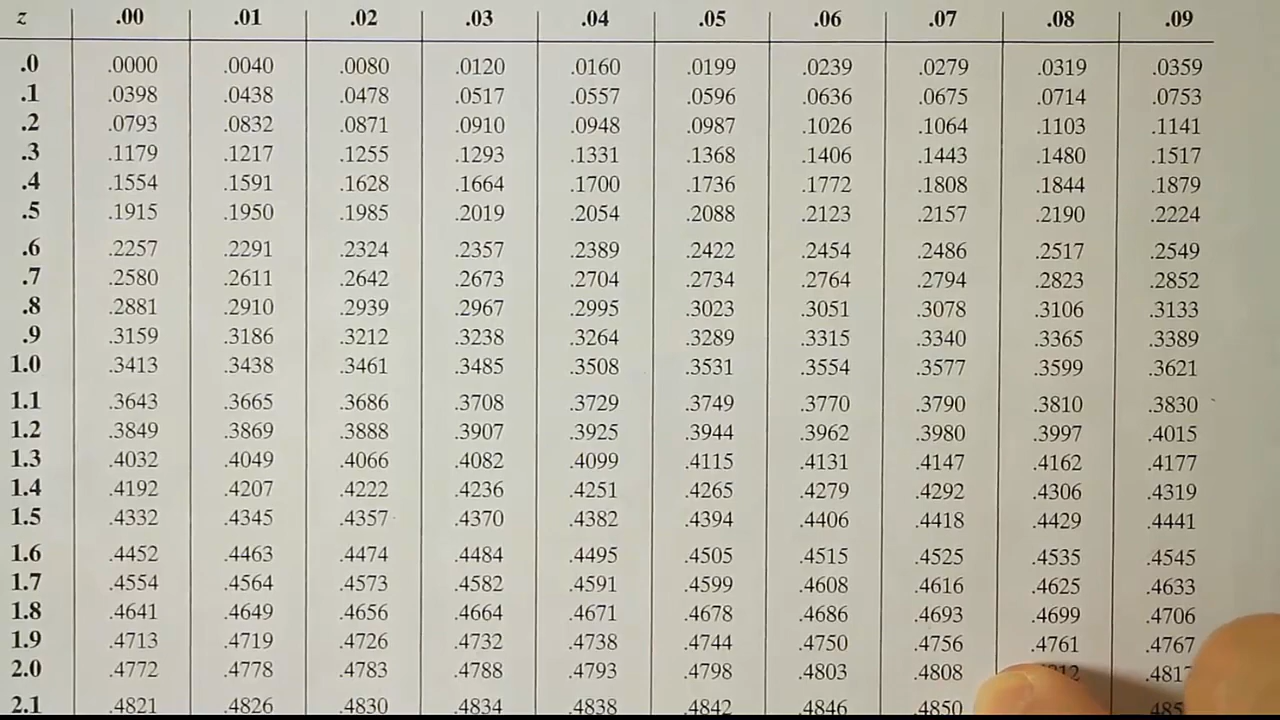 z .00 .01 .02 .03 .04 .05 .06 .07 .08 .09
.0 .0000 .0040 .0080 .0120 .0160 .0199 .0239 .0279 .0319 .0359
.1 .0398 .0438 .0478 .0517 .0557 .0596 .0636 .0675 .0714 .0753
.2 .0793 .0832 .0871 .0910 .0948 .0987 .1026 .1064 .1103 .1141
.3 .1179 .1217 .1255 .1293 .1331 .1368 .1406 .1443 .1480 .1517
.4 .1554 .1591 .1628 .1664 .1700 .1736 .1772 .1808 .1844 .1879
.5 .1915 .1950 .1985 .2019 .2054 .2088 .2123 .2157 .2190 .2224
.6 .2257 .2291 .2324 .2357 .2389 .2422 .2454 .2486 .2517 .2549
.7 .2580 .2611 .2642 .2673 .2704 .2734 .2764 .2794 .2823 .2852
.8 .2881 .2910 .2939 .2967 .2995 .3023 .3051 .3078 .3106 .3133
.9 .3159 .3186 .3212 .3238 .3264 .3289 .3315 .3340 .3365 .3389
1.0 .3413 .3438 .3461 .3485 .3508 .3531 .3554 .3577 .3599 .3621
1.1 .3643 .3665 .3686 .3708 .3729 .3749 .3770 .3790 .3810 .3830
1.2 .3849 .3869 .3888 .3907 .3925 .3944 .3962 .3980 .3997 .4015
1.3 .4032 .4049 .4066 .4082 .4099 .4115 .4131 .4147 .4162 .4177
1.4 .4192 .4207 .4222 .4236 .4251 .4265 .4279 .4292 .4306 .4319
1.5 .4332 .4345 .4357 .4370 .4382 .4394 .4406 .4418 .4429 .4441
1.6 .4452 .4463 .4474 .4484 .4495 .4505 .4515 .4525 .4535 .4545
1.7 .4554 .4564 .4573 .4582 .4591 .4599 .4608 .4616 .4625 .4633
1.8 .4641 .4649 .4656 .4664 .4671 .4678 .4686 .4693 .4699 .4706
1.9 .4713 .4719 .4726 .4732 .4738 .4744 .4750 .4756 .4761 .4767
2.0 .4772 .4778 .4783 .4788 .4793 .4798 .4803 .4808
2.1 .4821 .4826 .4830 .4834 .4838 .4842 .4846 .4850